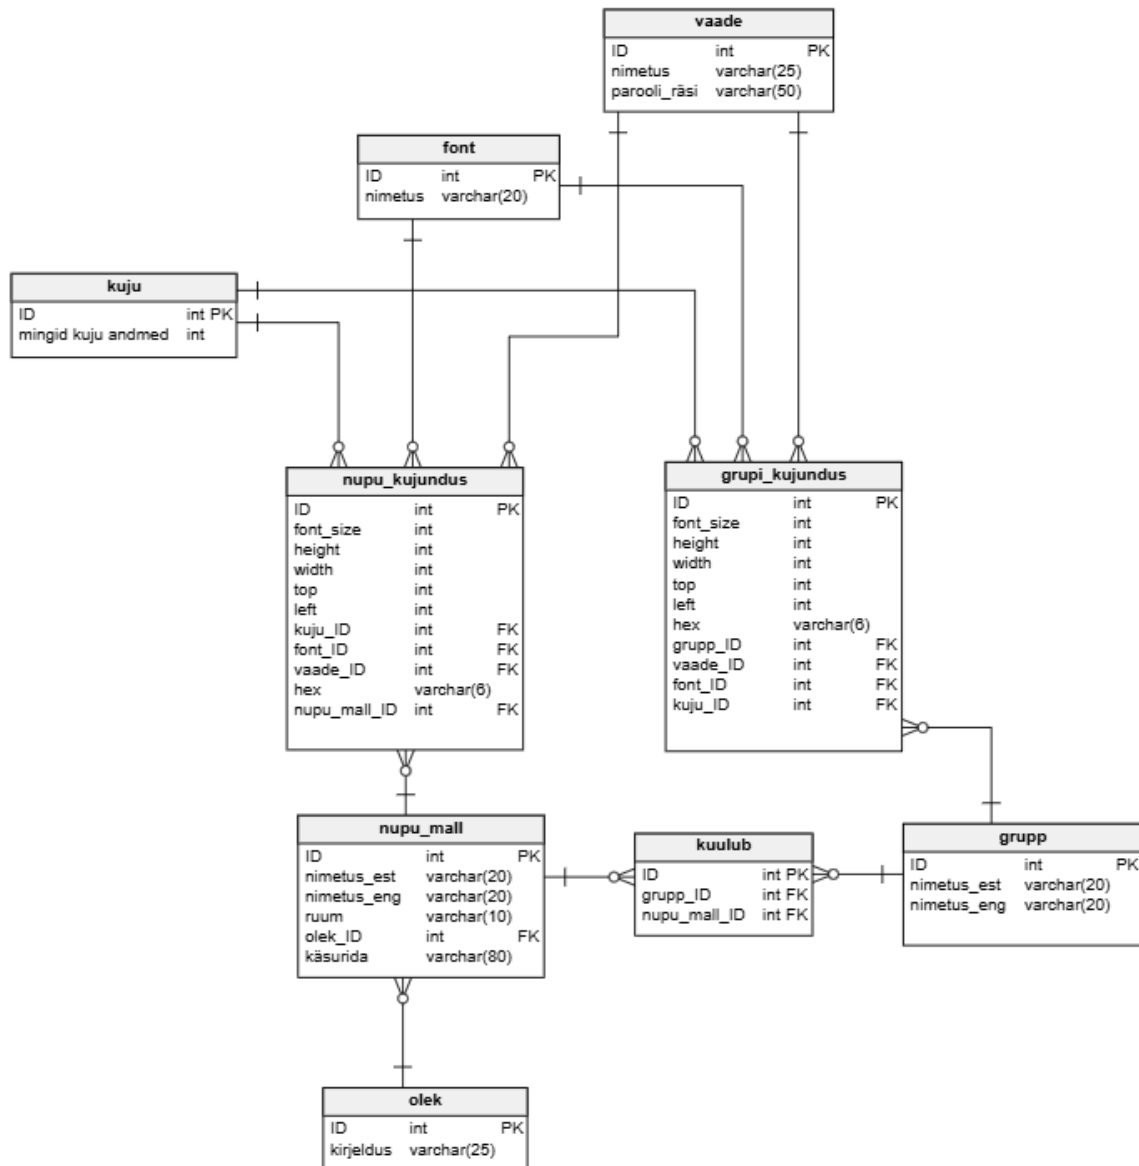 vaade
ID int PK
nimetus varchar(25)
parooli_räsi varchar(50)
font
ID int PK
nimetus varchar(20)
kuju
ID int PK
mingid kuju andmed int
nupu_kujundus
ID int PK
font_size int
height int
width int
top int
left int
kuju_ID int FK
font_ID int FK
vaade_ID int FK
hex varchar(6)
nupu_mall_ID int FK
grupi_kujundus
ID int PK
font_size int
height int
width int
top int
left int
hex varchar(6)
grupp_ID int FK
vaade_ID int FK
font_ID int FK
kuju_ID int FK
nupu_mall
ID int PK
nimetus_est varchar(20)
nimetus_eng varchar(20)
ruum varchar(10)
olek_ID int FK
käsurida varchar(80)
kuulub
ID int PK
grupp_ID int FK
nupu_mall_ID int FK
grupp
ID int PK
nimetus_est varchar(20)
nimetus_eng varchar(20)
olek
ID int PK
kirjeldus varchar(25)